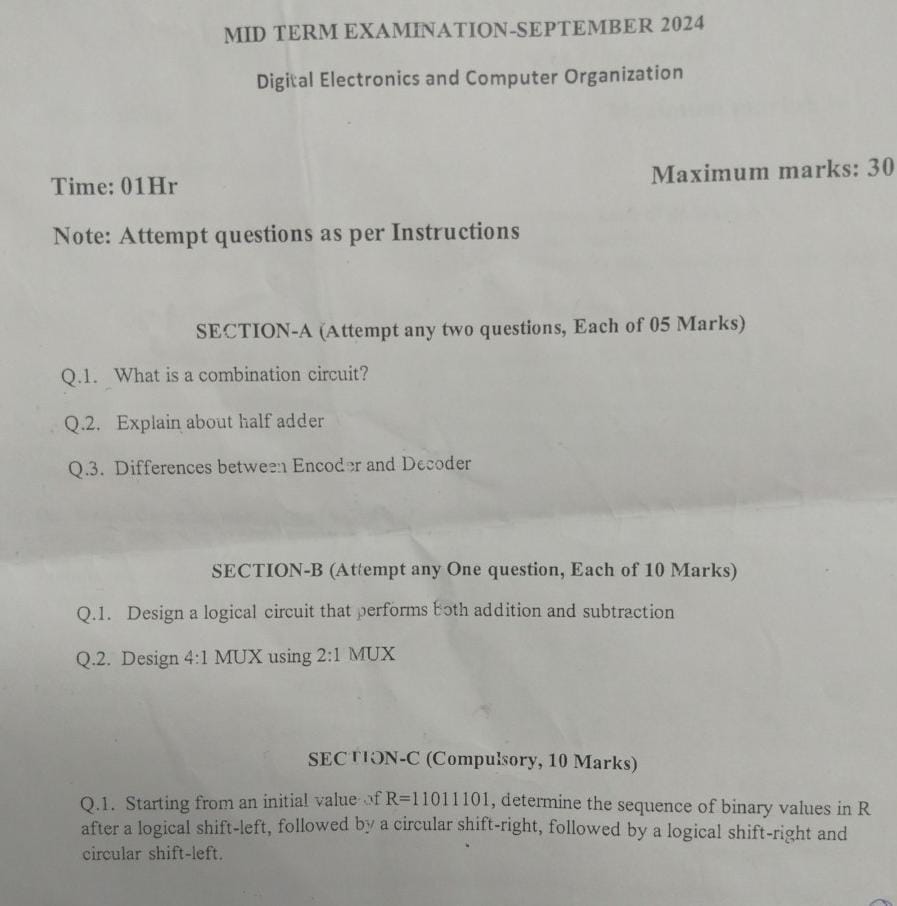 MID TERM EXAMINATION-SEPTEMBER 2024
Digital Electronics and Computer Organization
Time: 01Hr
Maximum marks: 30
Note: Attempt questions as per Instructions
SECTION-A (Attempt any two questions, Each of 05 Marks)
Q.1. What is a combination circuit?
Q.2. Explain about half adder
Q.3. Differences between Encoder and Decoder
SECTION-B (Attempt any One question, Each of 10 Marks)
Q.1. Design a logical circuit that performs both addition and subtraction
Q.2. Design 4:1 MUX using 2:1 MUX
SECTION-C (Compulsory, 10 Marks)
Q.1. Starting from an initial value of R=11011101, determine the sequence of binary values in R
after a logical shift-left, followed by a circular shift-right, followed by a logical shift-right and
circular shift-left.